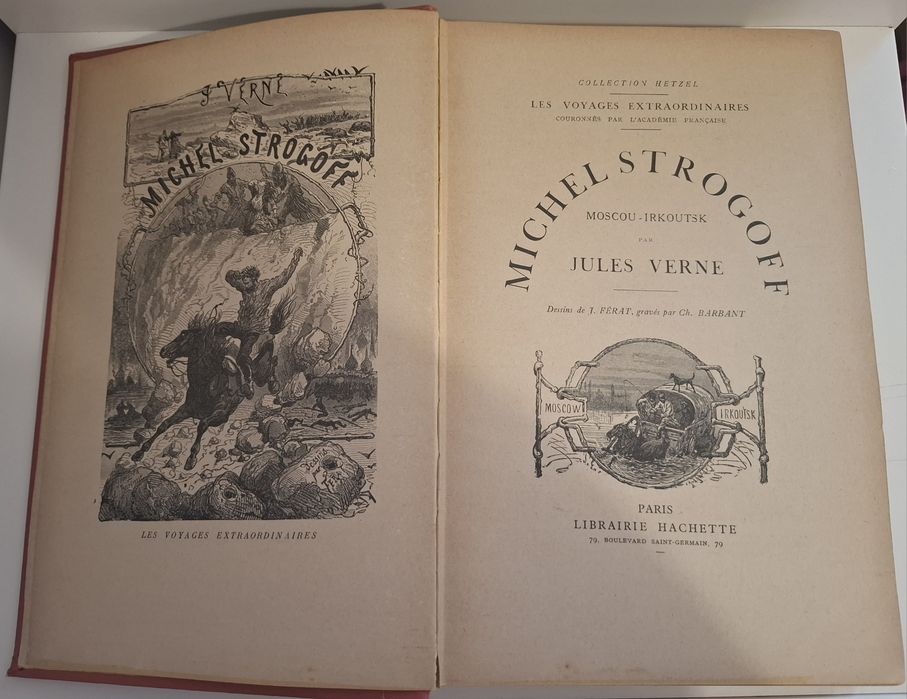 J. VERNE
MICHEL STROGOFF
LES VOYAGES EXTRAORDINAIRES
COLLECTION HETZEL
LES VOYAGES EXTRAORDINAIRES
COURONNÉS PAR L'ACADÉMIE FRANÇAISE
MICHEL STROGOFF
MOSCOU-IRKOUTSK
PAR
JULES VERNE
Dessins de J. FÉRAT, gravés par Ch. BARBANT
MOSCOW
IRKOUTSK
PARIS
LIBRAIRIE HACHETTE
79, BOULEVARD SAINT-GERMAIN, 79